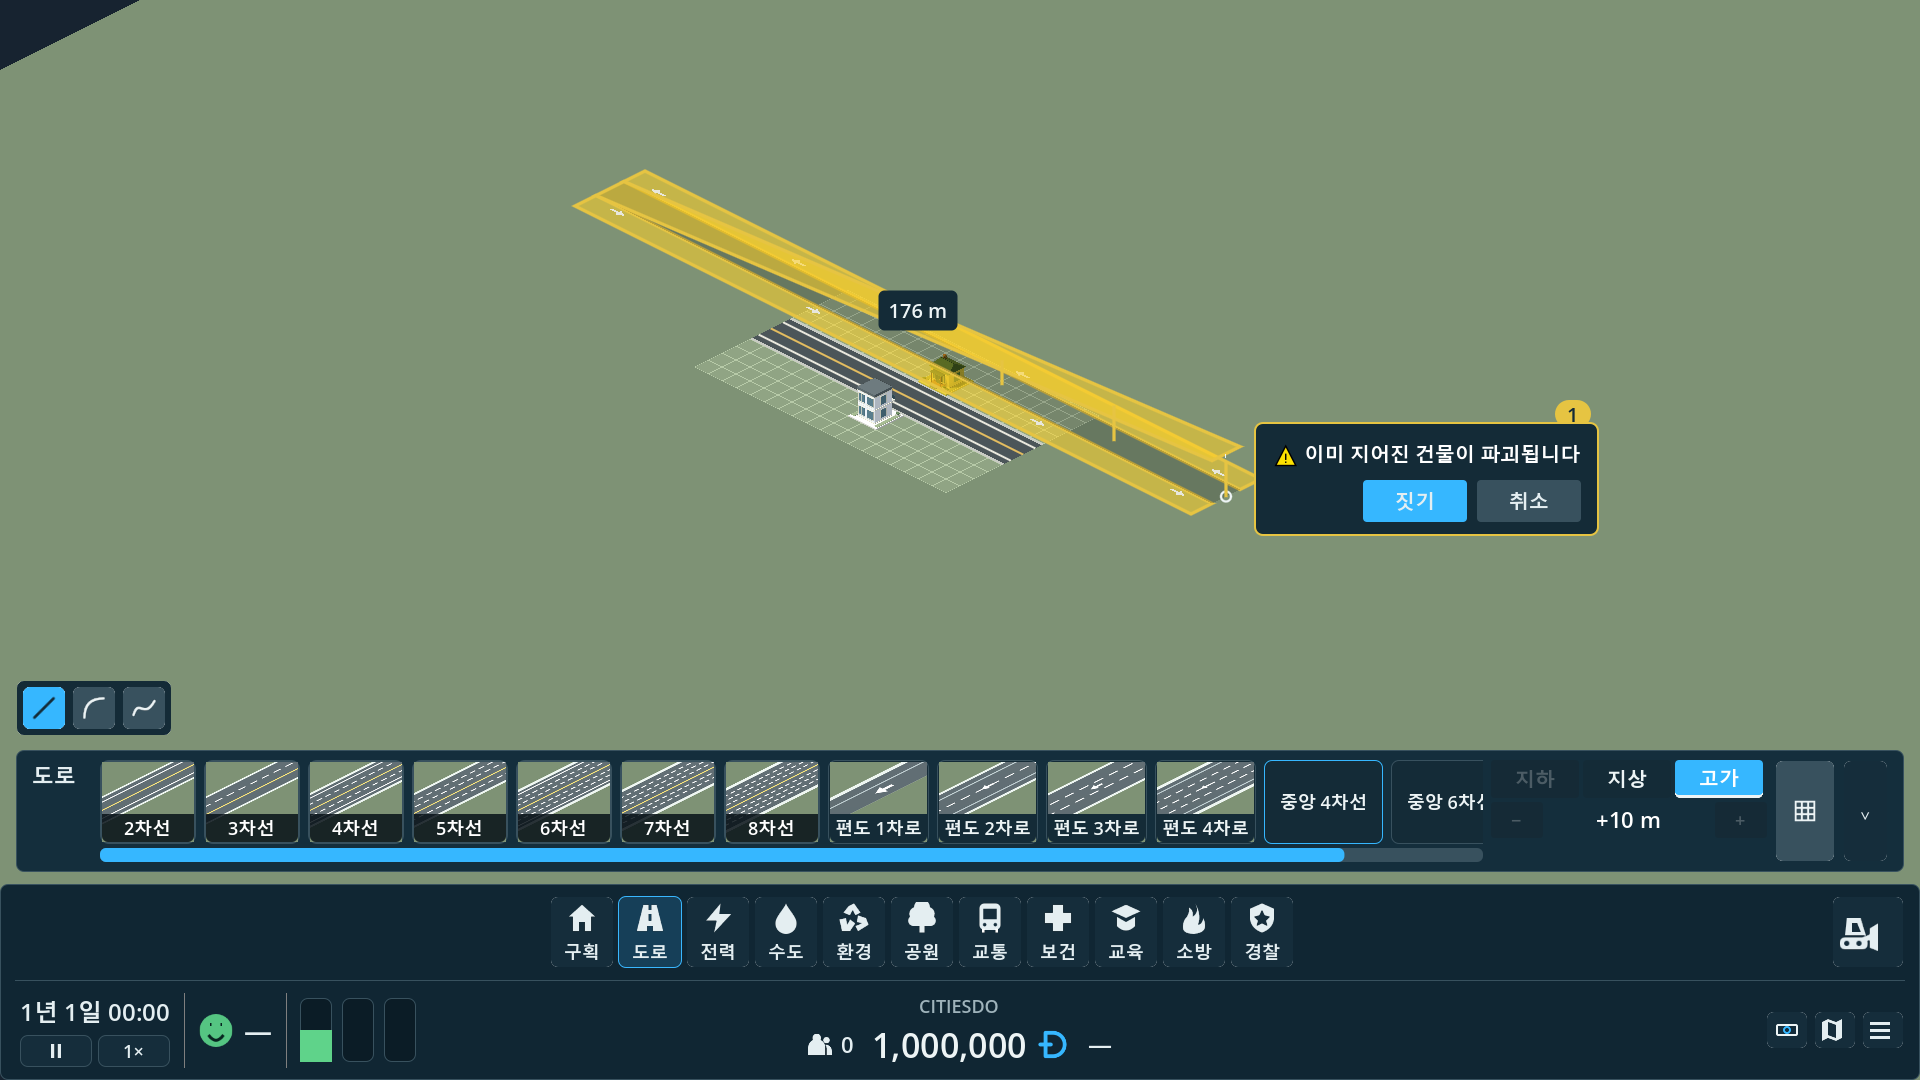 176 m
1
이미 지어진 건물이 파괴됩니다
짓기
취소
도로
2차선
3차선
4차선
5차선
6차선
7차선
8차선
편도 1차로
편도 2차로
편도 3차로
편도 4차로
중앙 4차선
중앙 6차
지하
지상
고가
−
+10 m
+
구획
도로
전력
수도
환경
공원
교통
보건
교육
소방
경찰
1년 1일 00:00
1×
—
CITIESDO
0
1,000,000
—